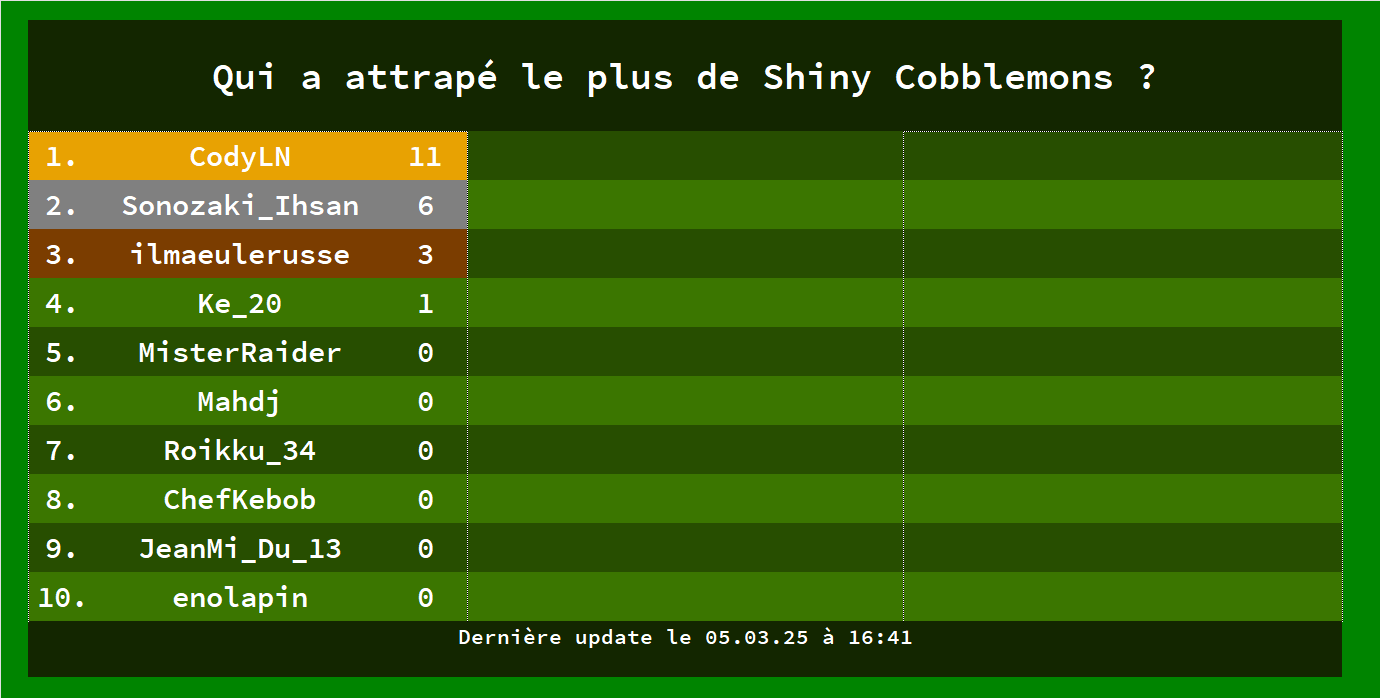 Qui a attrapé le plus de Shiny Cobblemons ?
1. CodyLN 11
2. Sonozaki_Ihsan 6
3. ilmaeulerusse 3
4. Ke_20 1
5. MisterRaider 0
6. Mahdj 0
7. Roikku_34 0
8. ChefKebob 0
9. JeanMi_Du_13 0
10. enolapin 0
Dernière update le 05.03.25 à 16:41